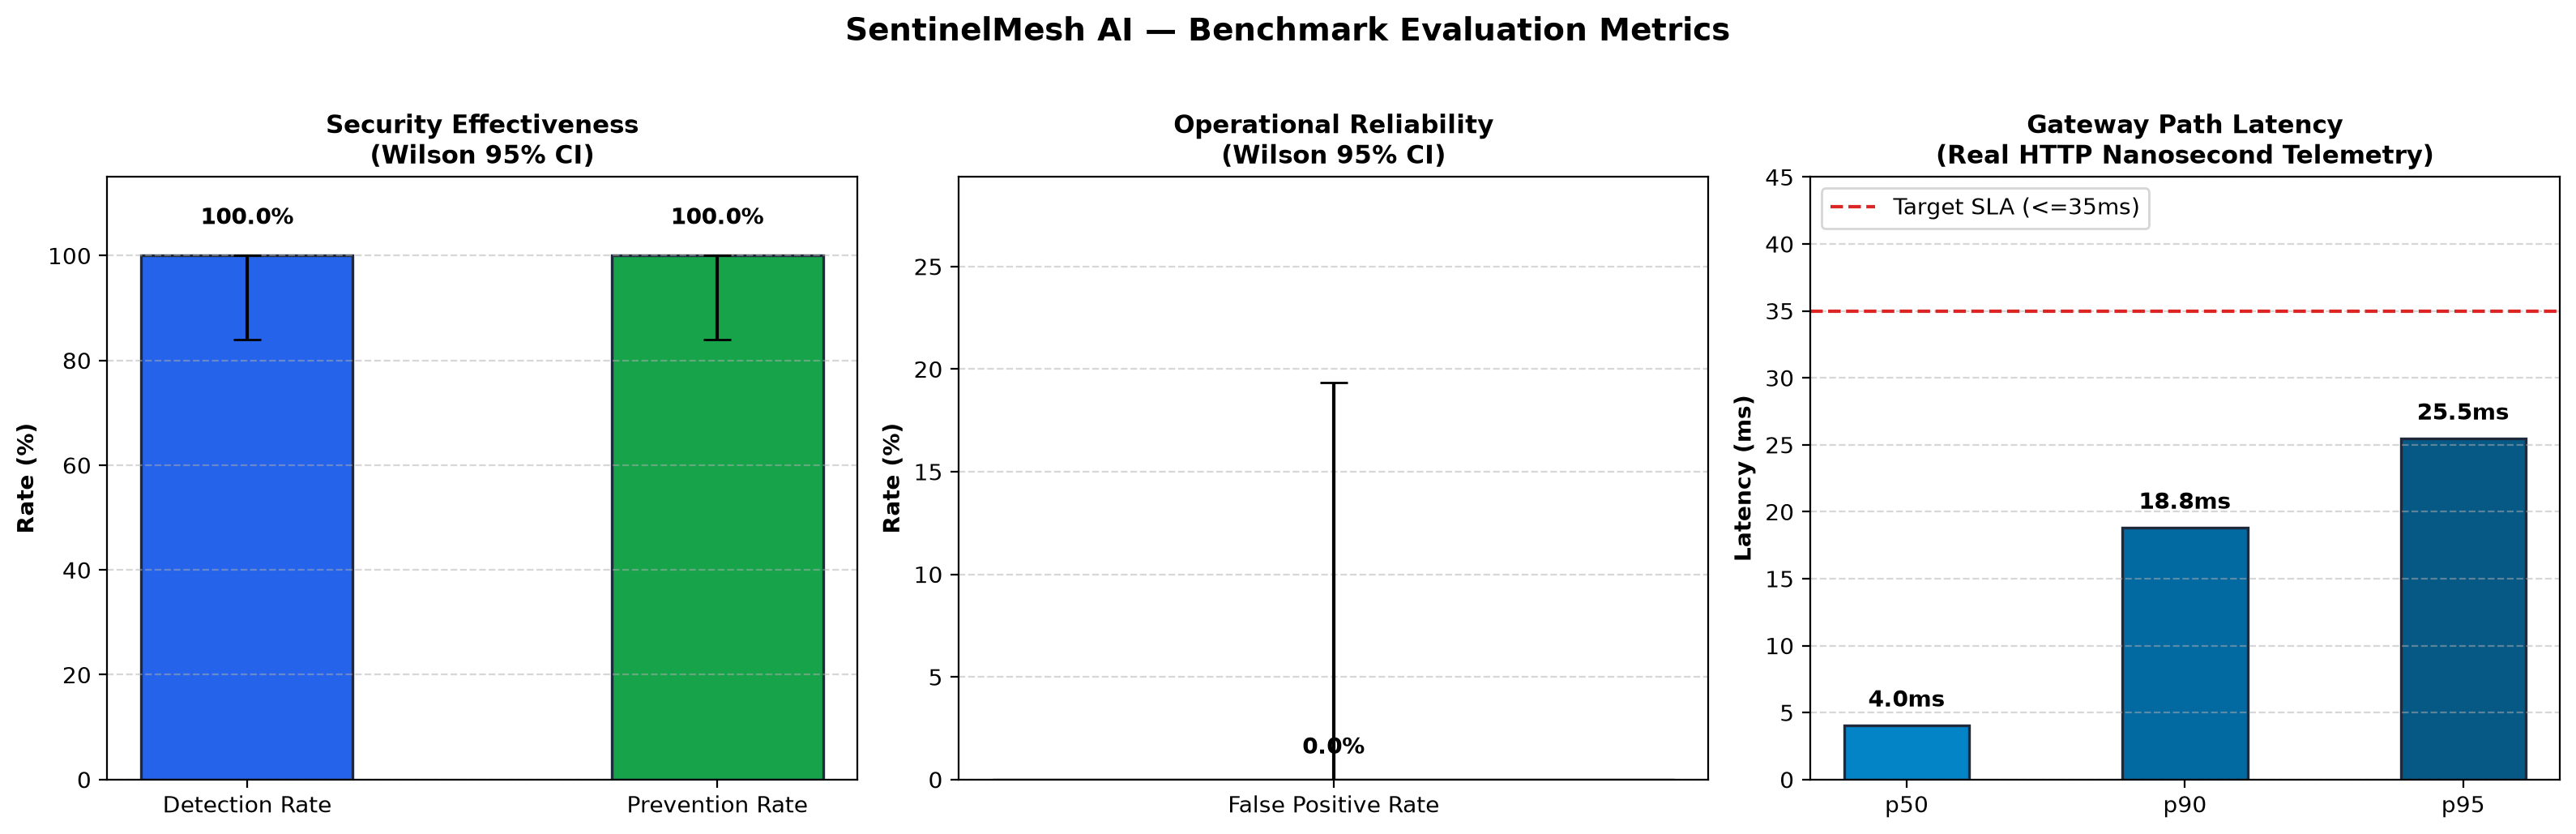 SentinelMesh AI — Benchmark Evaluation Metrics
Security Effectiveness
(Wilson 95% CI)
Rate (%)
100
80
60
40
20
0
100.0%
100.0%
Detection Rate
Prevention Rate
Operational Reliability
(Wilson 95% CI)
Rate (%)
25
20
15
10
5
0
0.0%
False Positive Rate
Gateway Path Latency
(Real HTTP Nanosecond Telemetry)
Latency (ms)
45
40
35
30
25
20
15
10
5
0
Target SLA (<=35ms)
4.0ms
18.8ms
25.5ms
p50
p90
p95